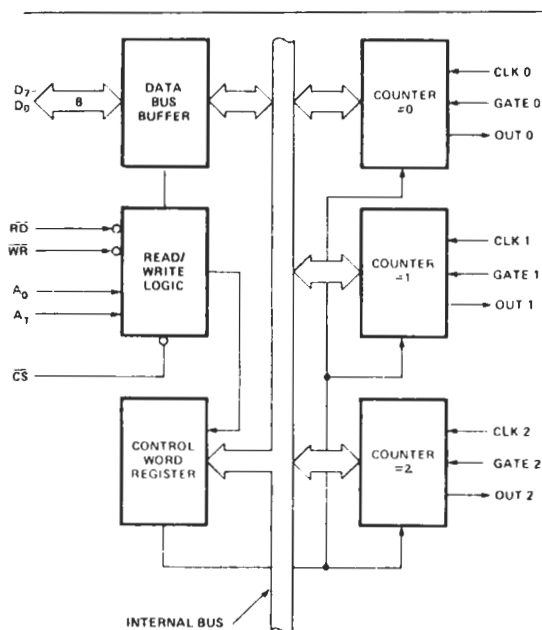 D7-
D0
8
DATA
BUS
BUFFER
COUNTER
=0
CLK 0
GATE 0
OUT 0
RD
WR
A0
A1
CS
READ/
WRITE
LOGIC
COUNTER
=1
CLK 1
GATE 1
OUT 1
CONTROL
WORD
REGISTER
COUNTER
=2
CLK 2
GATE 2
OUT 2
INTERNAL BUS